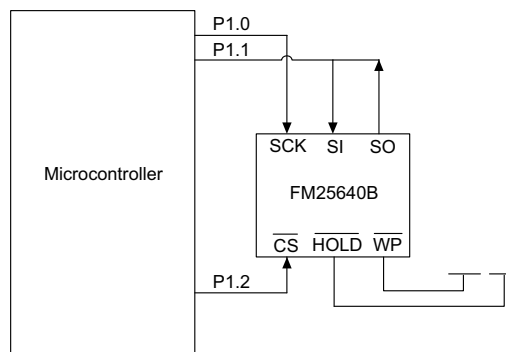 P1.0
P1.1
SCK SI SO
Microcontroller
FM25640B
CS HOLD WP
P1.2